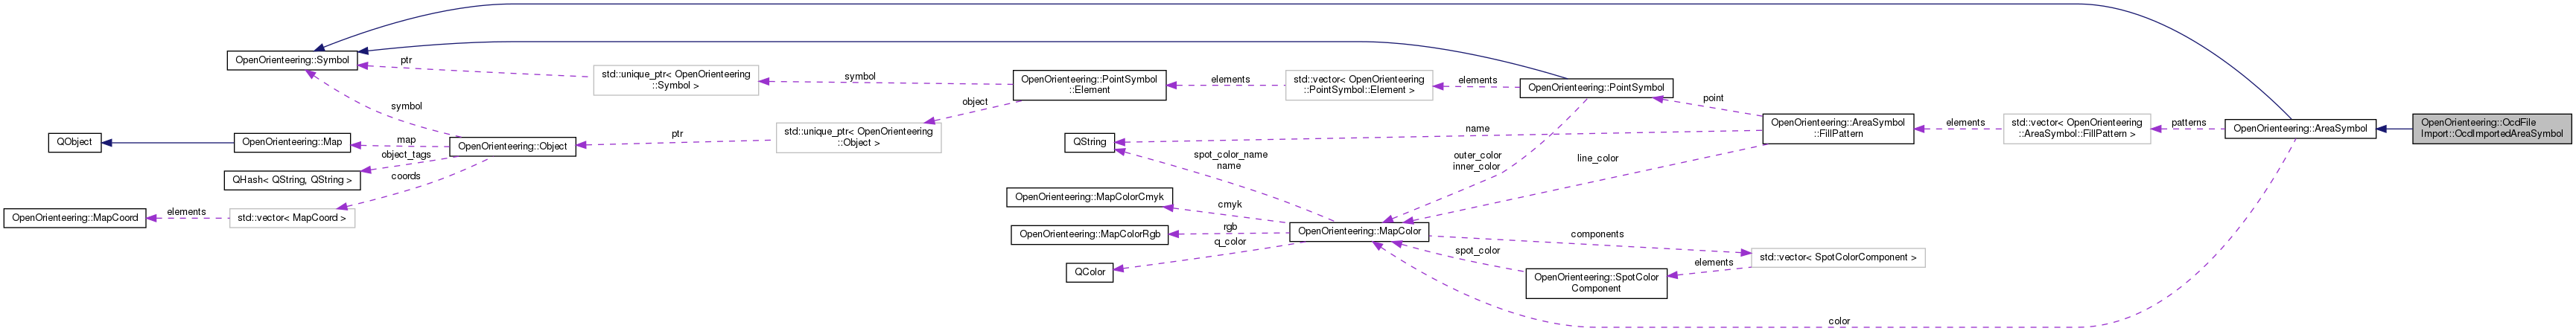 OpenOrienteering::Symbol
ptr
std::unique_ptr< OpenOrienteering
::Symbol >
symbol
OpenOrienteering::PointSymbol
::Element
elements
std::vector< OpenOrienteering
::PointSymbol::Element >
elements
OpenOrienteering::PointSymbol
point
object
symbol
QObject
OpenOrienteering::Map
map
object_tags
coords
OpenOrienteering::Object
ptr
std::unique_ptr< OpenOrienteering
::Object >
QHash< QString, QString >
OpenOrienteering::MapCoord
elements
std::vector< MapCoord >
QString
name
OpenOrienteering::AreaSymbol
::FillPattern
elements
std::vector< OpenOrienteering
::AreaSymbol::FillPattern >
patterns
OpenOrienteering::AreaSymbol
OpenOrienteering::OcdFile
Import::OcdImportedAreaSymbol
spot_color_name
name
outer_color
inner_color
line_color
OpenOrienteering::MapColorCmyk
cmyk
OpenOrienteering::MapColorRgb
rgb
q_color
QColor
OpenOrienteering::MapColor
components
std::vector< SpotColorComponent >
spot_color
elements
OpenOrienteering::SpotColor
Component
color